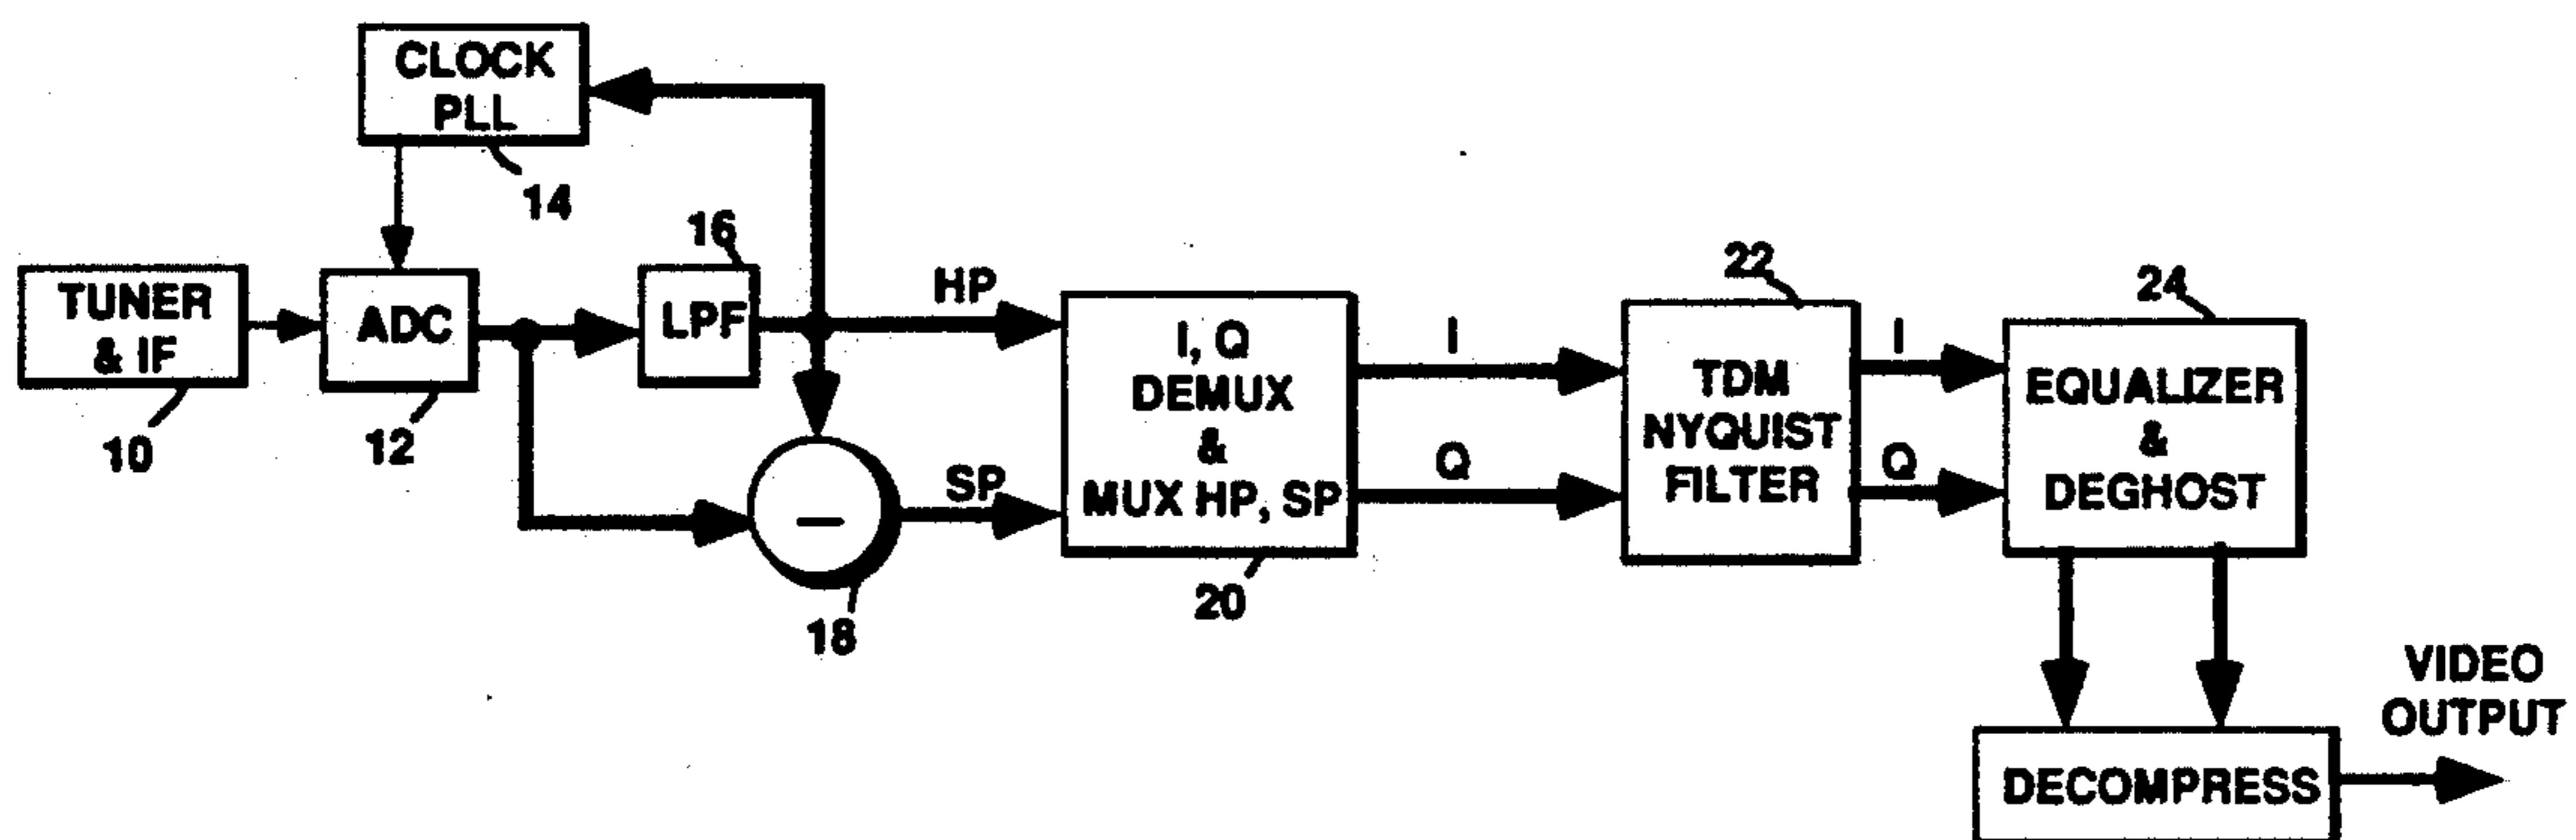 CLOCK
PLL
14
TUNER
& IF
10
ADC
12
LPF
16
HP
SP
18
I, Q
DEMUX
&
MUX HP, SP
20
I
Q
TDM
NYQUIST
FILTER
22
I
Q
EQUALIZER
&
DEGHOST
24
DECOMPRESS
VIDEO
OUTPUT